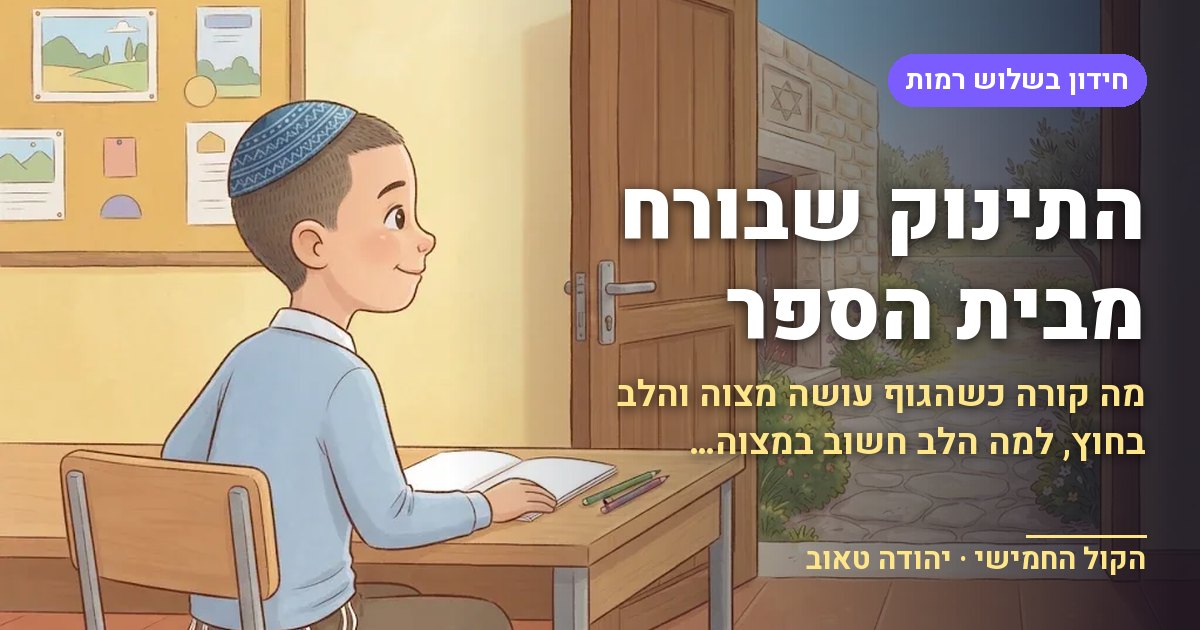 חידון בשלוש רמות
התינוק שבורח
מבית הספר
מה קורה כשהגוף עושה מצוה והלב
בחוץ, למה הלב חשוב במצוה...
הקול החמישי · יהודה טאוב